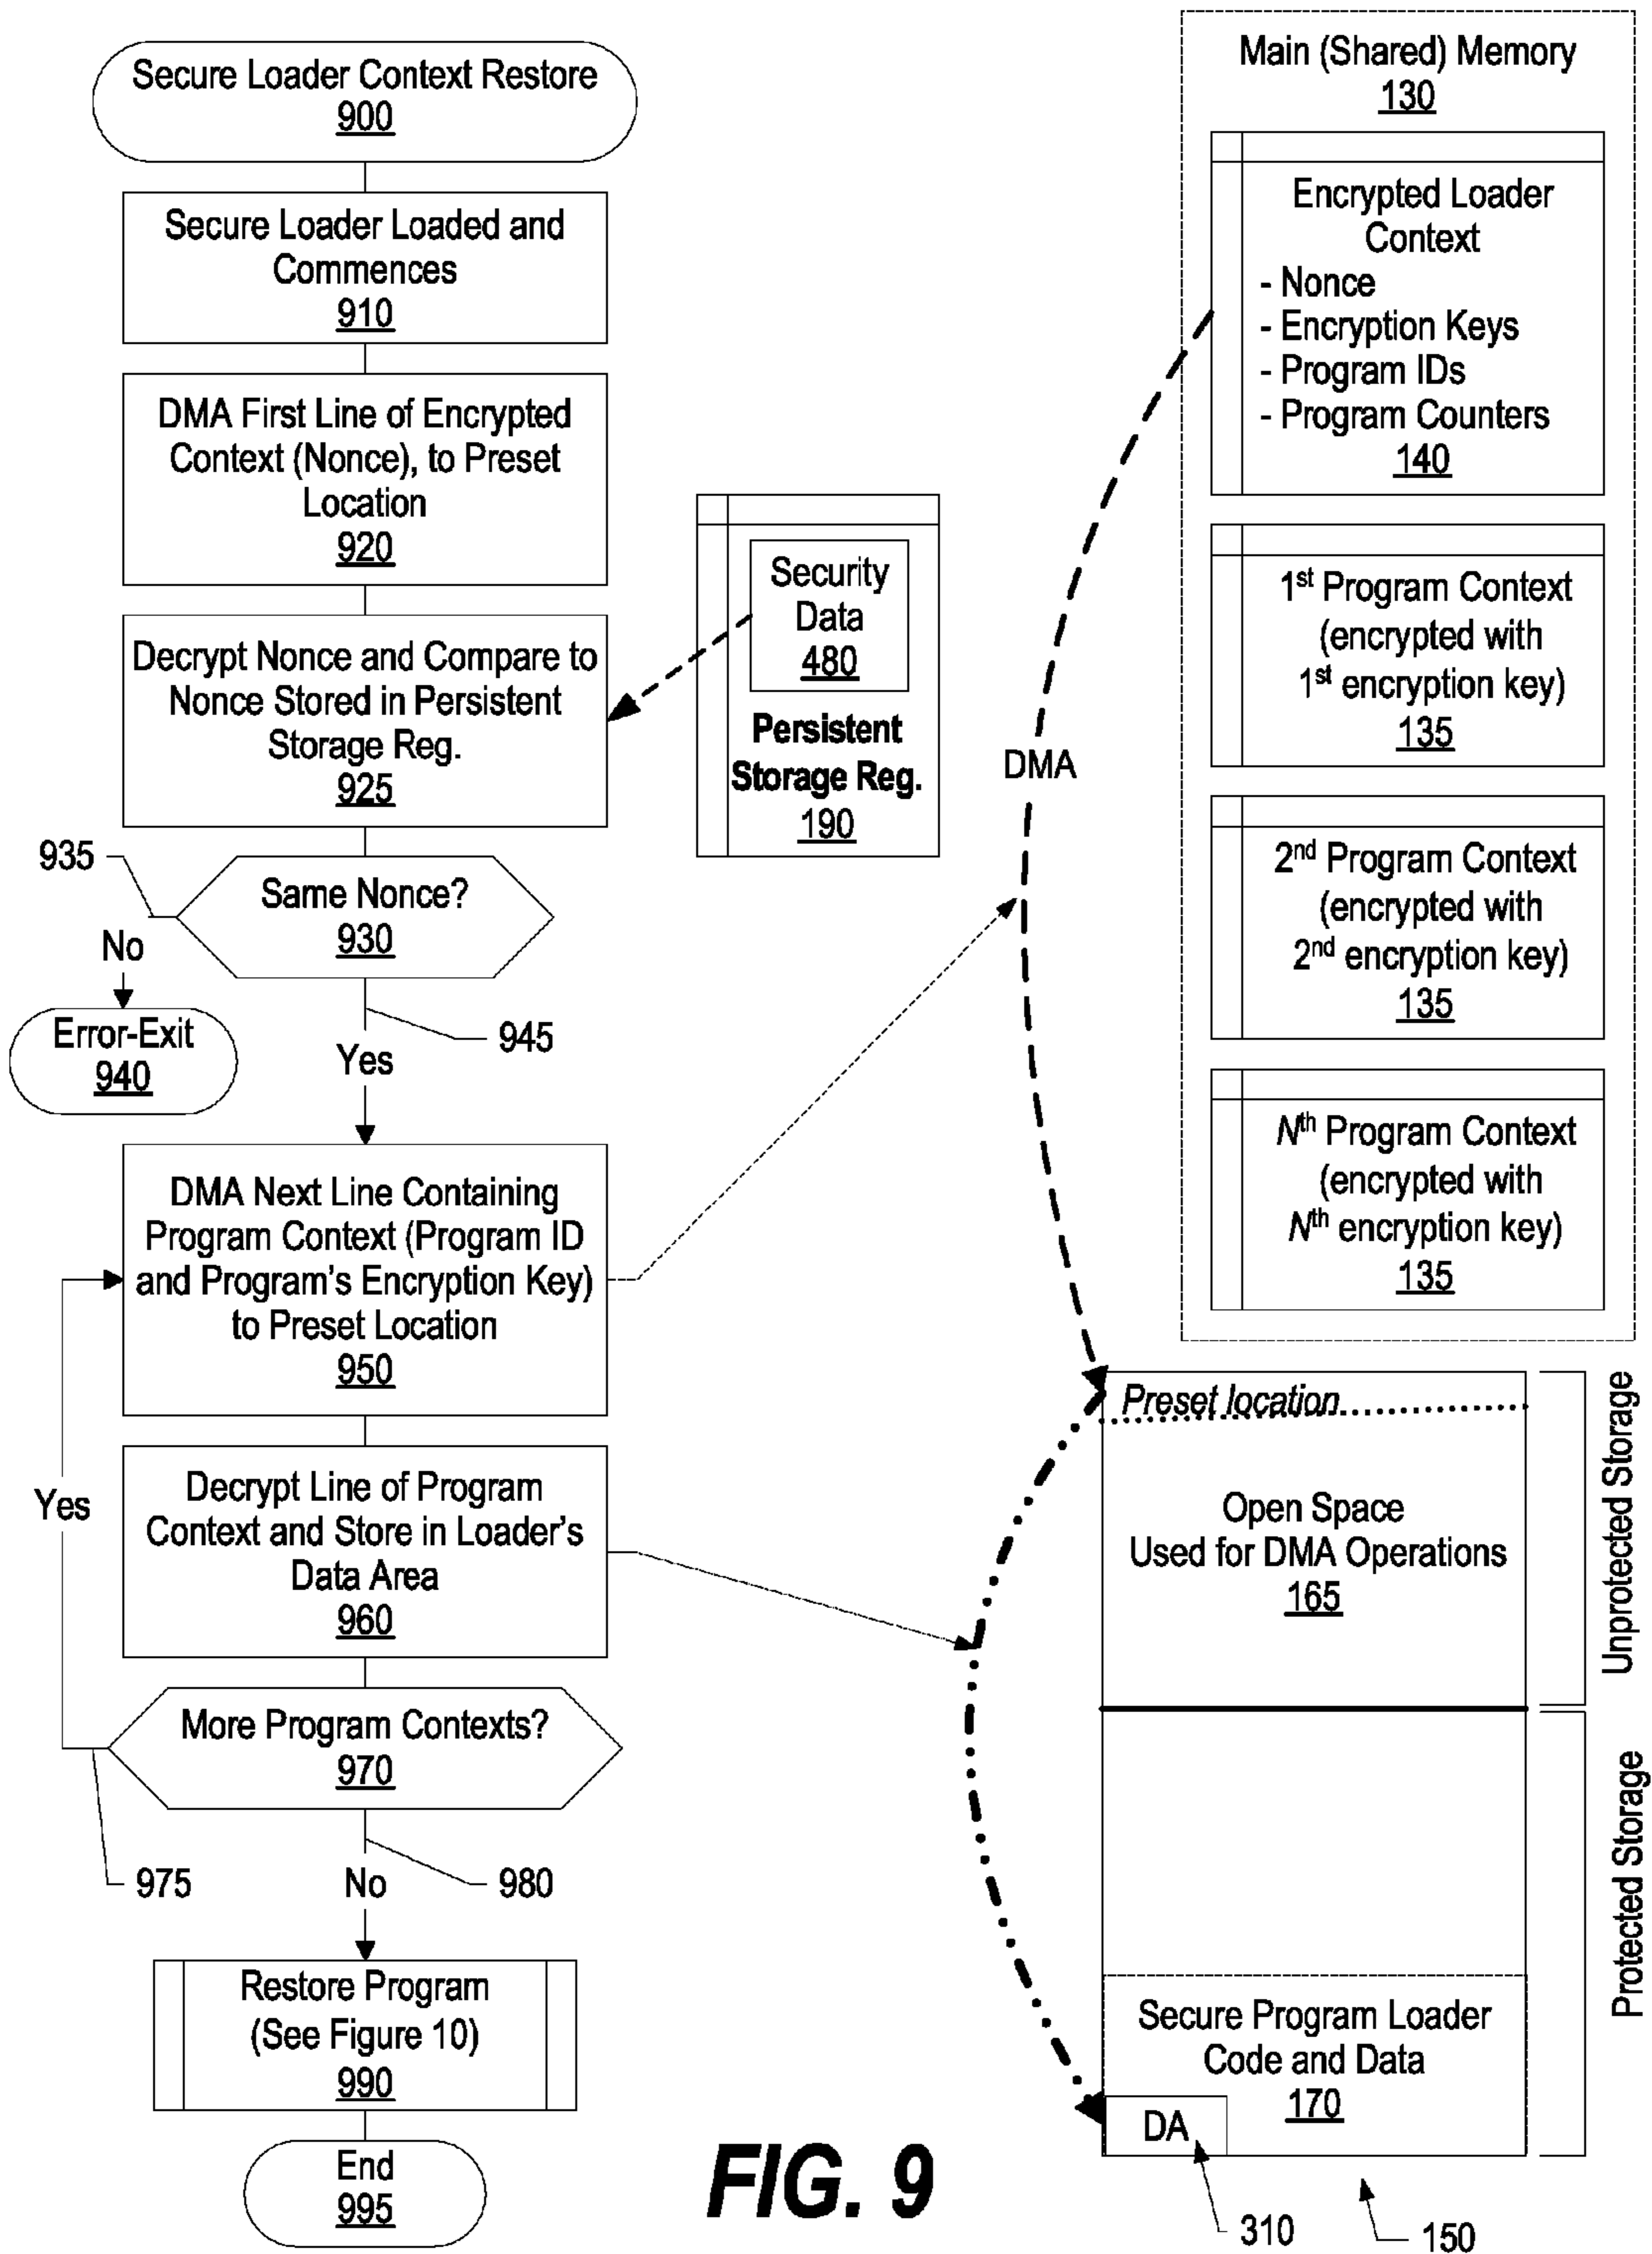 Secure Loader Context Restore
900
Secure Loader Loaded and
Commences
910
DMA First Line of Encrypted
Context (Nonce), to Preset
Location
920
Decrypt Nonce and Compare to
Nonce Stored in Persistent
Storage Reg.
925
Security
Data
480
Persistent
Storage Reg.
190
935
Same Nonce?
930
No
Error-Exit
940
945
Yes
DMA Next Line Containing
Program Context (Program ID
and Program's Encryption Key)
to Preset Location
950
Decrypt Line of Program
Context and Store in Loader's
Data Area
960
Yes
More Program Contexts?
970
975
No
980
Restore Program
(See Figure 10)
990
End
995
Main (Shared) Memory
130
Encrypted Loader
Context
- Nonce
- Encryption Keys
- Program IDs
- Program Counters
140
1st Program Context
(encrypted with
1st encryption key)
135
2nd Program Context
(encrypted with
2nd encryption key)
135
Nth Program Context
(encrypted with
Nth encryption key)
135
DMA
Preset location
Open Space
Used for DMA Operations
165
Unprotected Storage
Protected Storage
Secure Program Loader
Code and Data
170
DA
310
150
FIG. 9